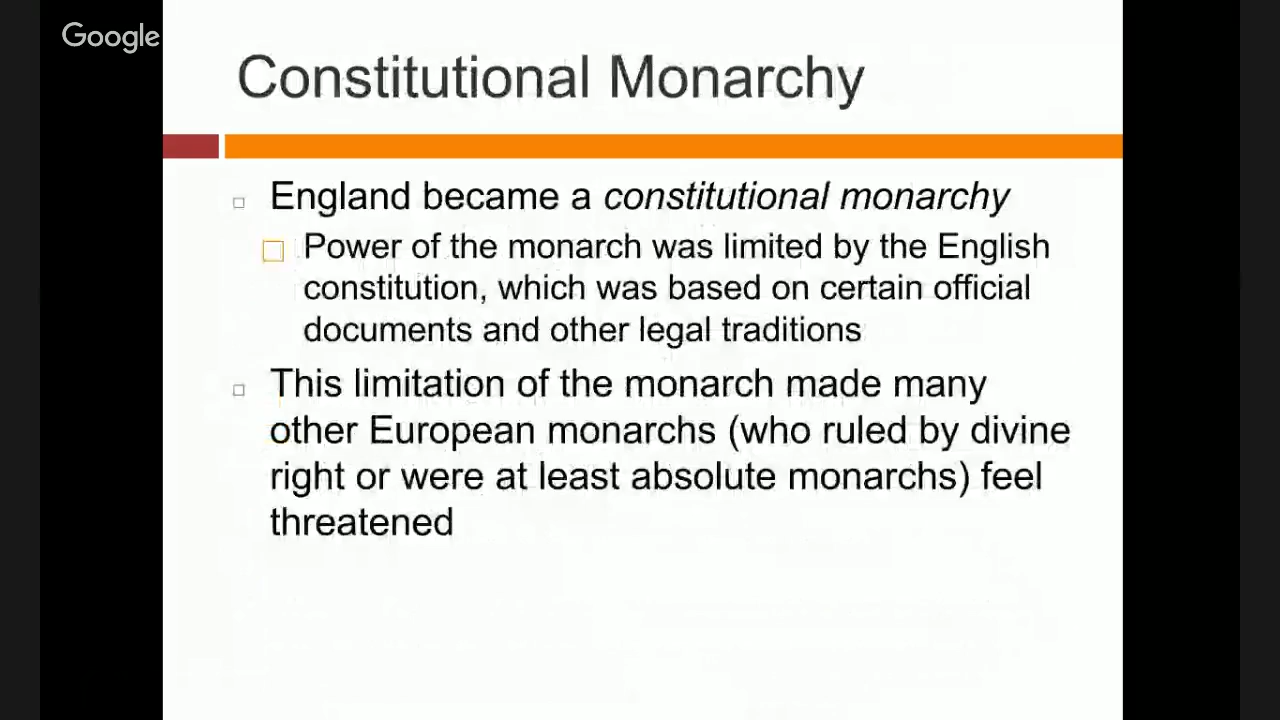 Google
Constitutional Monarchy
England became a constitutional monarchy
Power of the monarch was limited by the English
constitution, which was based on certain official
documents and other legal traditions
This limitation of the monarch made many
other European monarchs (who ruled by divine
right or were at least absolute monarchs) feel
threatened